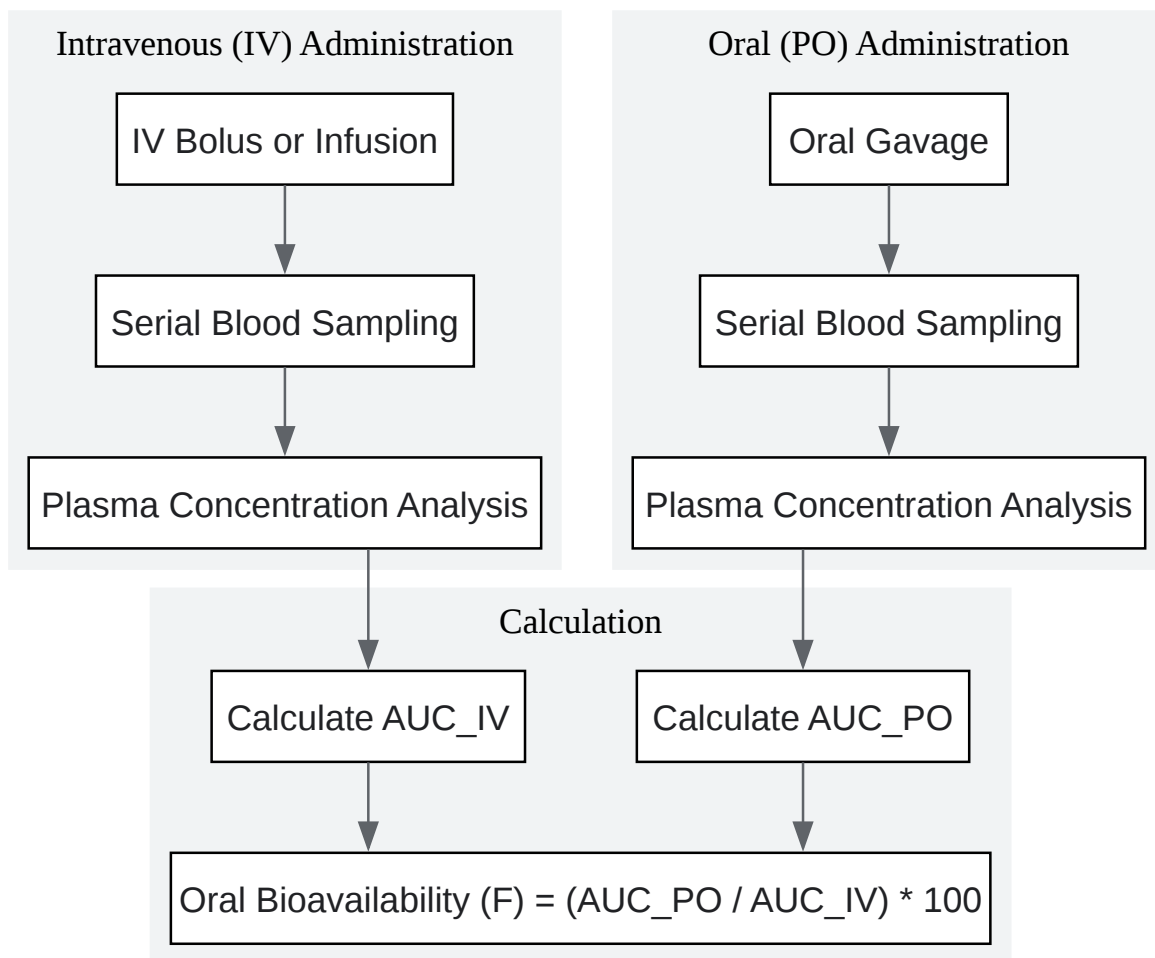 Intravenous (IV) Administration
IV Bolus or Infusion
Serial Blood Sampling
Plasma Concentration Analysis
Oral (PO) Administration
Oral Gavage
Serial Blood Sampling
Plasma Concentration Analysis
Calculation
Calculate AUC_IV
Calculate AUC_PO
Oral Bioavailability (F) = (AUC_PO / AUC_IV) * 100